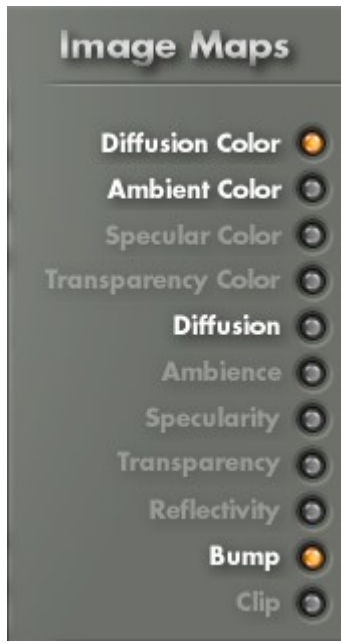 Image Maps
Diffusion Color
Ambient Color
Specular Color
Transparency Color
Diffusion
Ambience
Specularity
Transparency
Reflectivity
Bump
Clip